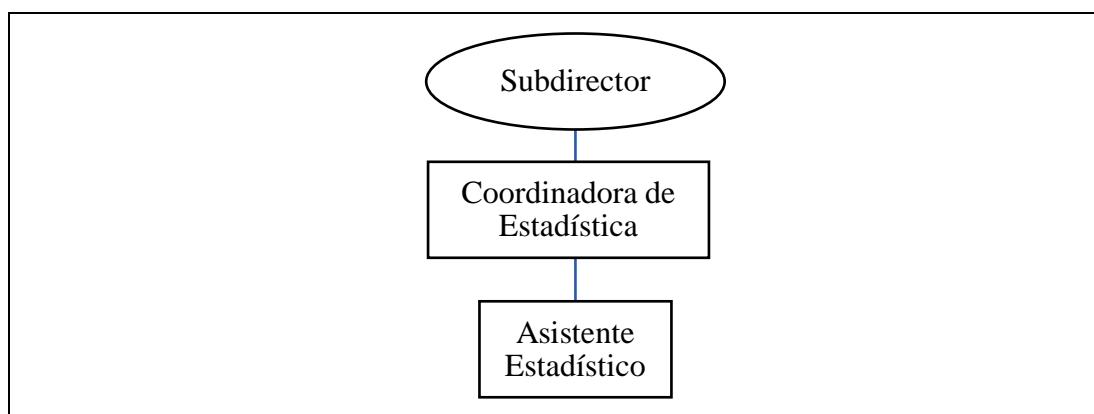 Subdirector
Coordinadora de
Estadística
Asistente
Estadístico